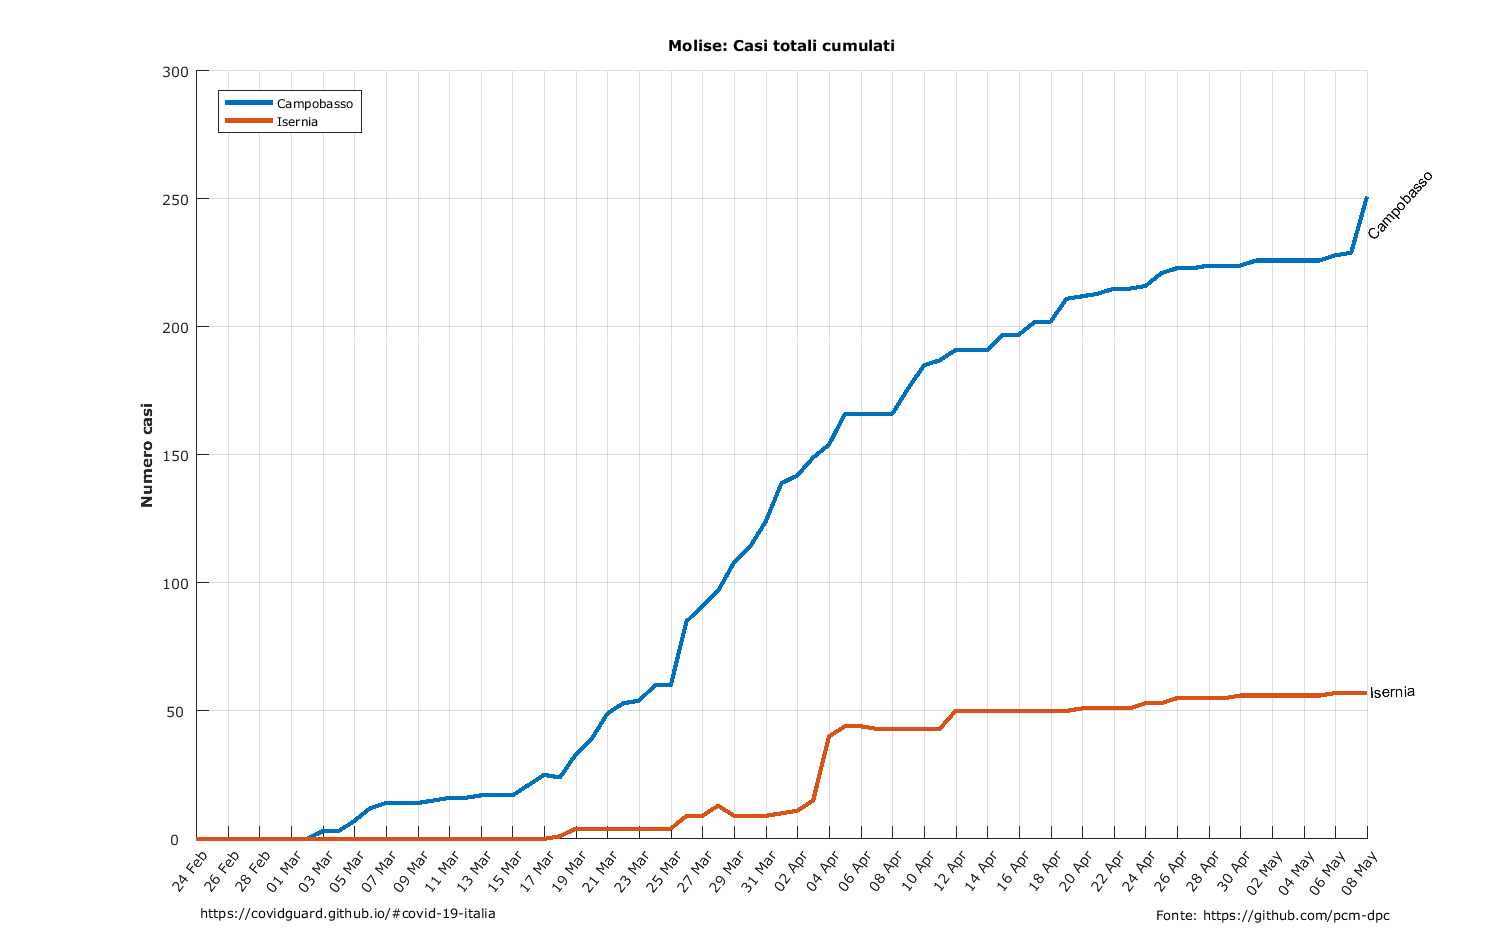 Molise: Casi totali cumulati
300
250
200
150
100
50
0
Numero casi
Campobasso
Isernia
Campobasso
Isernia
24 Feb
26 Feb
28 Feb
01 Mar
03 Mar
05 Mar
07 Mar
09 Mar
11 Mar
13 Mar
15 Mar
17 Mar
19 Mar
21 Mar
23 Mar
25 Mar
27 Mar
29 Mar
31 Mar
02 Apr
04 Apr
06 Apr
08 Apr
10 Apr
12 Apr
14 Apr
16 Apr
18 Apr
20 Apr
22 Apr
24 Apr
26 Apr
28 Apr
30 Apr
02 May
04 May
06 May
08 May
https://covidguard.github.io/#covid-19-italia
Fonte: https://github.com/pcm-dpc